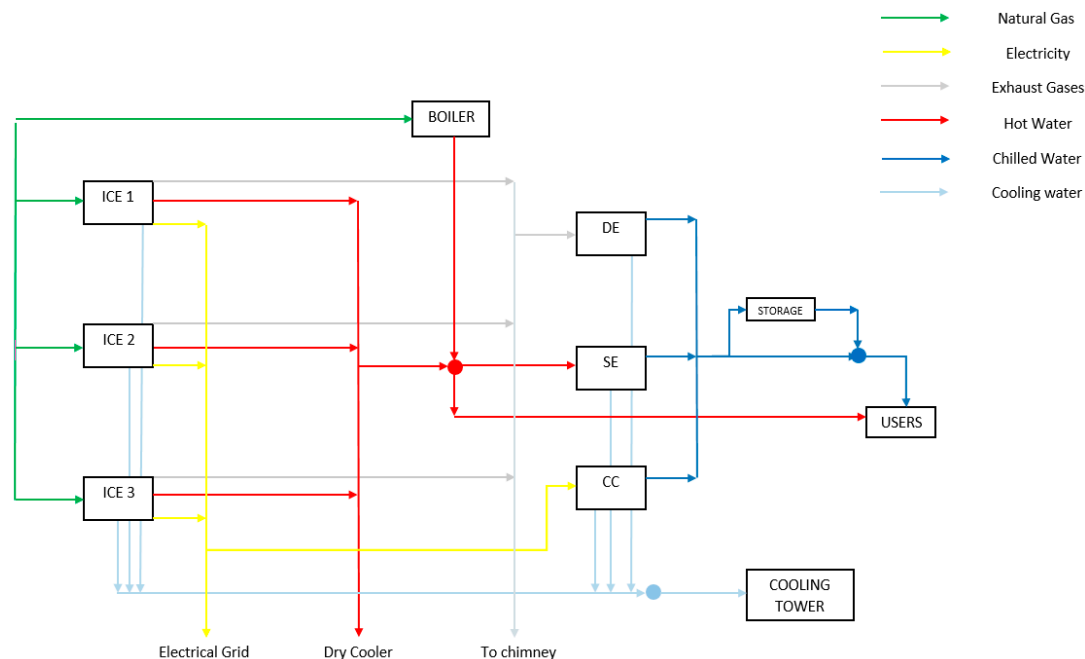 Natural Gas
Electricity
Exhaust Gases
Hot Water
Chilled Water
Cooling water
BOILER
ICE 1
DE
STORAGE
ICE 2
SE
USERS
ICE 3
CC
COOLING
TOWER
Electrical Grid
Dry Cooler
To chimney